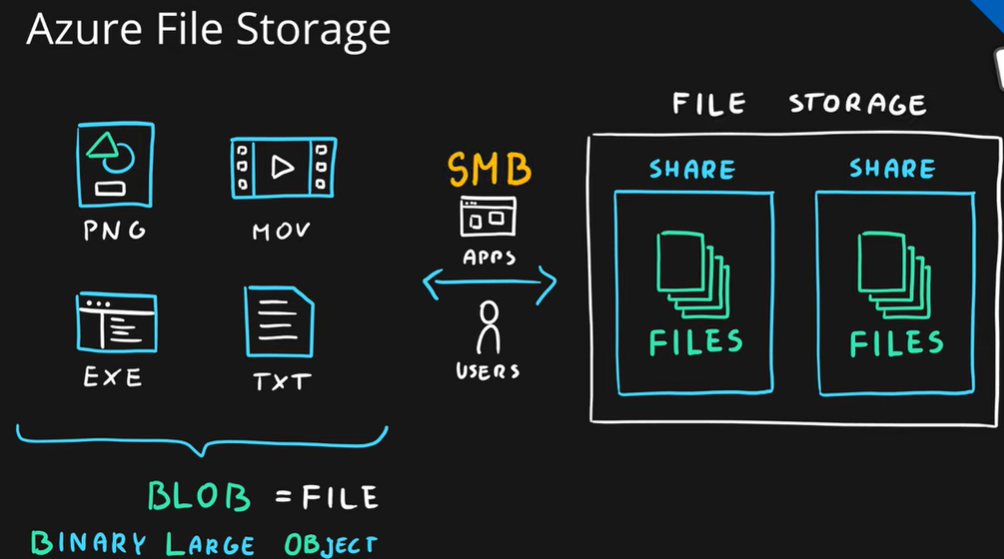 Azure File Storage
PNG
MOV
EXE
TXT
BLOB = FILE
BINARY LARGE OBJECT
SMB
APPS
USERS
FILE STORAGE
SHARE
FILES
SHARE
FILES